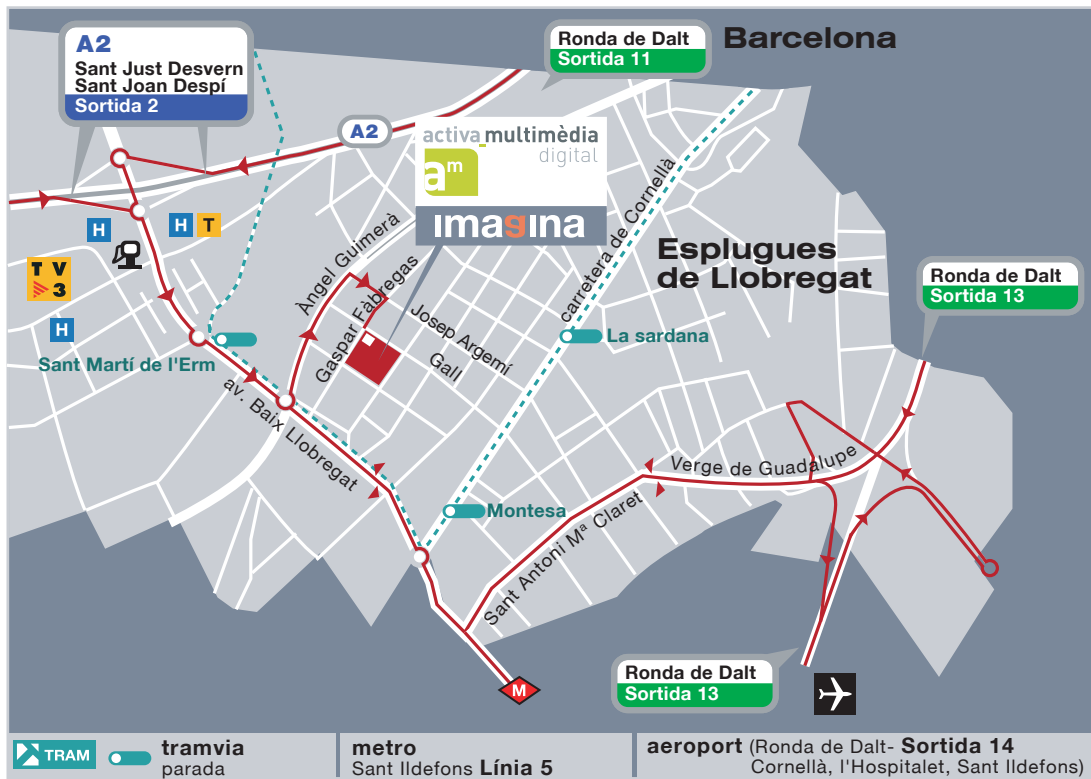 A2
Sant Just Desvern
Sant Joan Despí
Sortida 2
Ronda de Dalt
Sortida 11
Barcelona
A2
activa_multimèdia
digital
am
imagina
H
H T
T V
3
H
Àngel Guimerà
Gaspar Fàbregas
Josep Argemí
Gall
carretera de Cornellà
Esplugues
de Llobregat
Ronda de Dalt
Sortida 13
La sardana
Sant Martí de l'Erm
av. Baix Llobregat
Verge de Guadalupe
Montesa
Sant Antoni Mª Claret
Ronda de Dalt
Sortida 13
M
TRAM
tramvia
parada
metro
Sant Ildefons Línia 5
aeroport (Ronda de Dalt- Sortida 14
Cornellà, l'Hospitalet, Sant Ildefons)